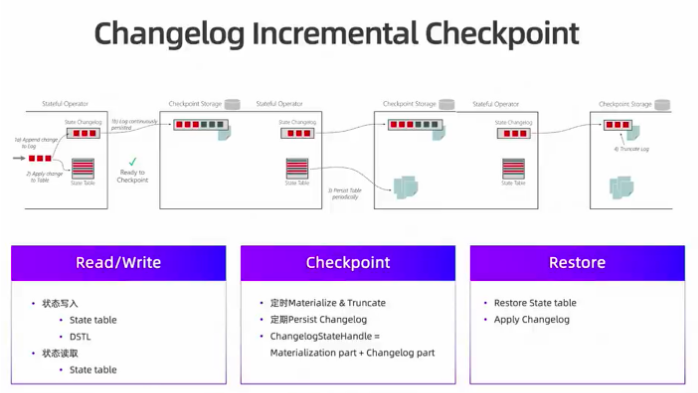 Changelog Incremental Checkpoint
Stateful Operator
Checkpoint Storage
Stateful Operator
Checkpoint Storage
Stateful Operator
Checkpoint Storage
State Changelog
1b) Log continuously
persisted
State Changelog
State Changelog
1a) Append change
to Log
4) Truncate Log
2) Apply change
to Table
State Table
Ready to
Checkpoint
State Table
3) Persist Table
periodically
State Table
Read/Write
Checkpoint
Restore
• 状态写入
• State table
• DSTL
• 状态读取
• State table
• 定时Materialize & Truncate
• 定期Persist Changelog
• ChangelogStateHandle =
Materialization part + Changelog part
• Restore State table
• Apply Changelog